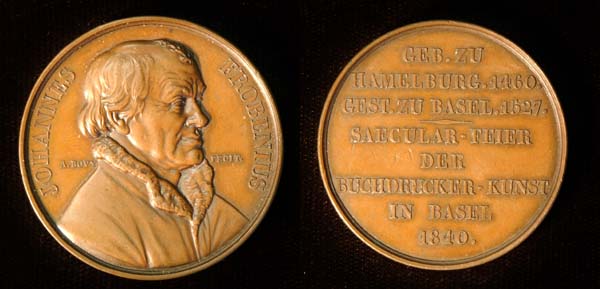 JOHANNES FROBENIUS
A. BOVY FECIT.
GEB. ZU
HAMELBURG. 1460.
GEST. ZU BASEL. 1527.
SAECULAR-FEIER
DER
BUCHDRUCKER-KUNST
IN BASEL
1840.